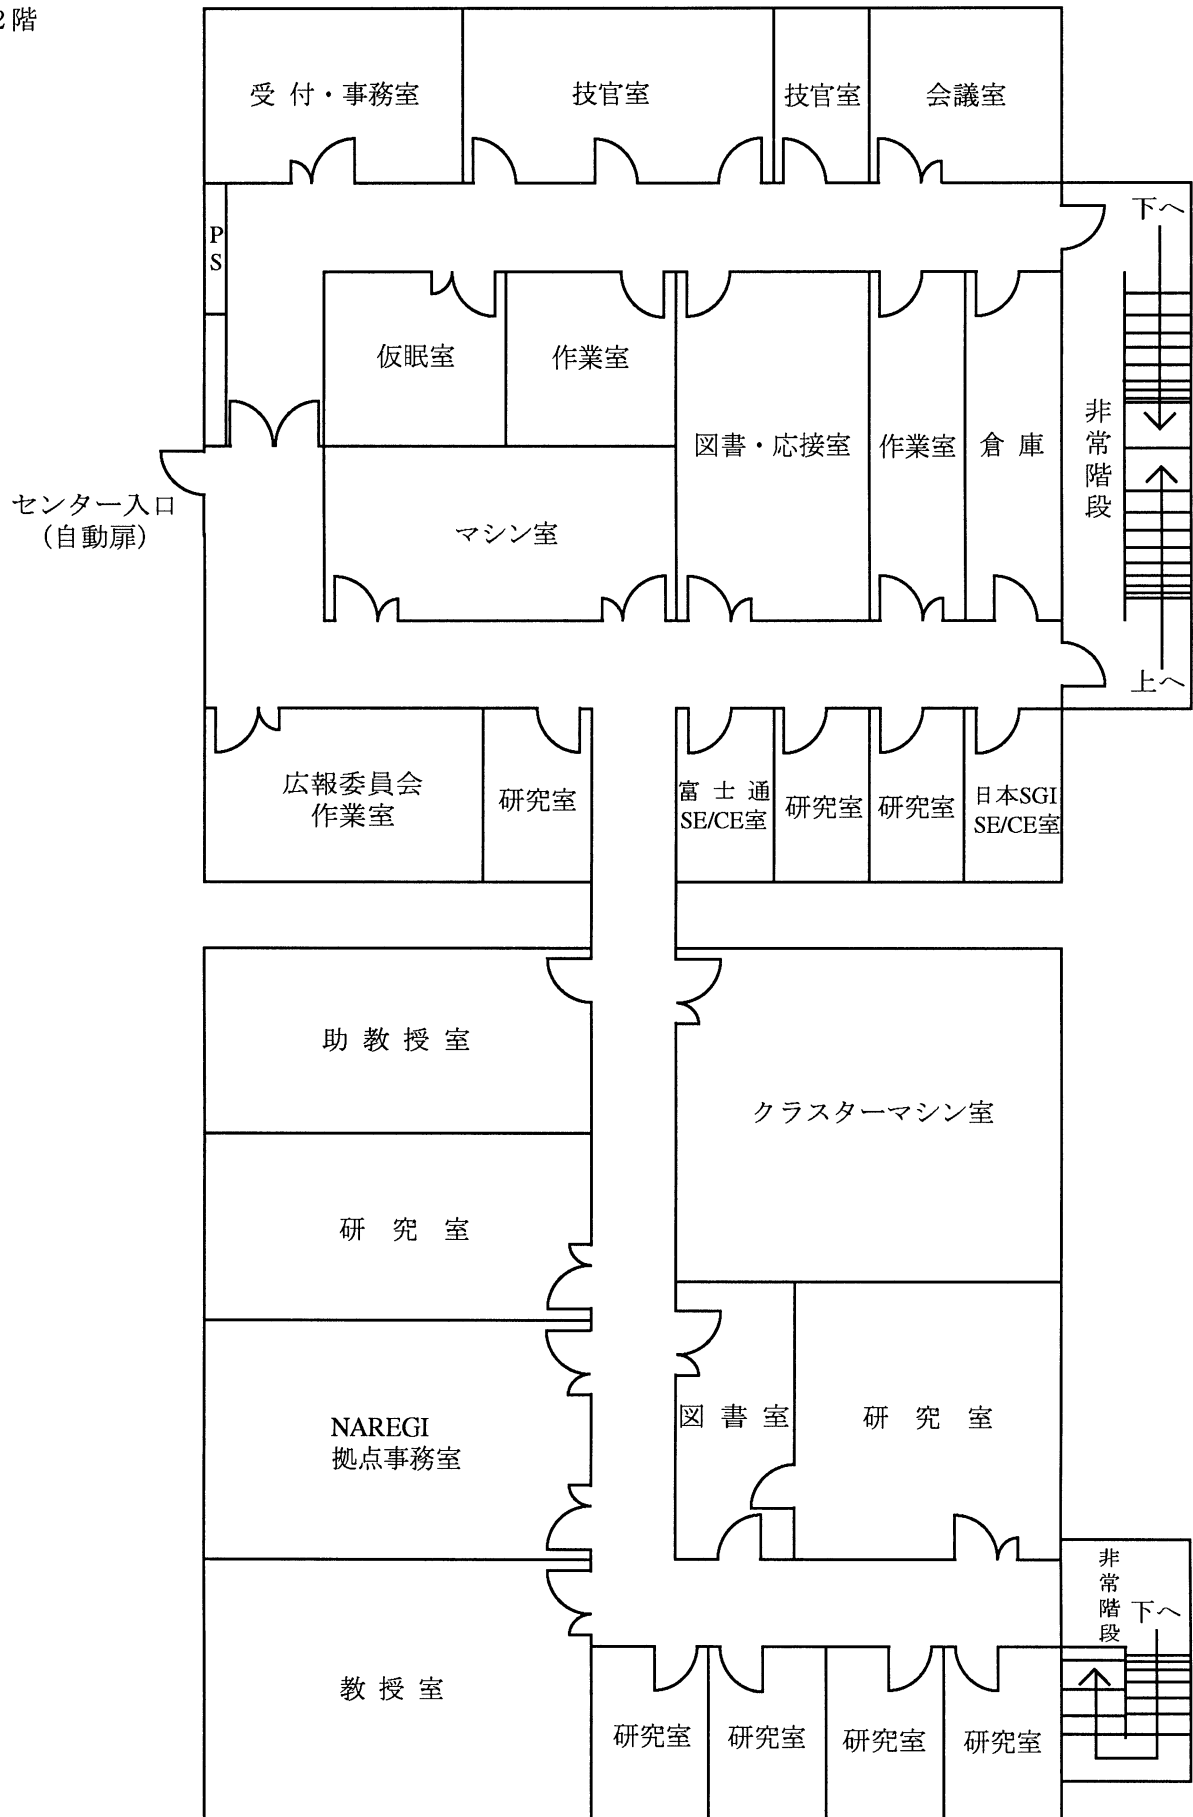 2階
受付・事務室
技官室
技官室
会議室
PS
下へ
仮眠室
作業室
図書・応接室
作業室
倉庫
非常階段
センター入口
(自動扉)
マシン室
上へ
広報委員会
作業室
研究室
富士通
SE/CE室
研究室
研究室
日本SGI
SE/CE室
助教授室
クラスターマシン室
研究室
図書室
研究室
NAREGI
拠点事務室
非常階段
下へ
教授室
研究室
研究室
研究室
研究室